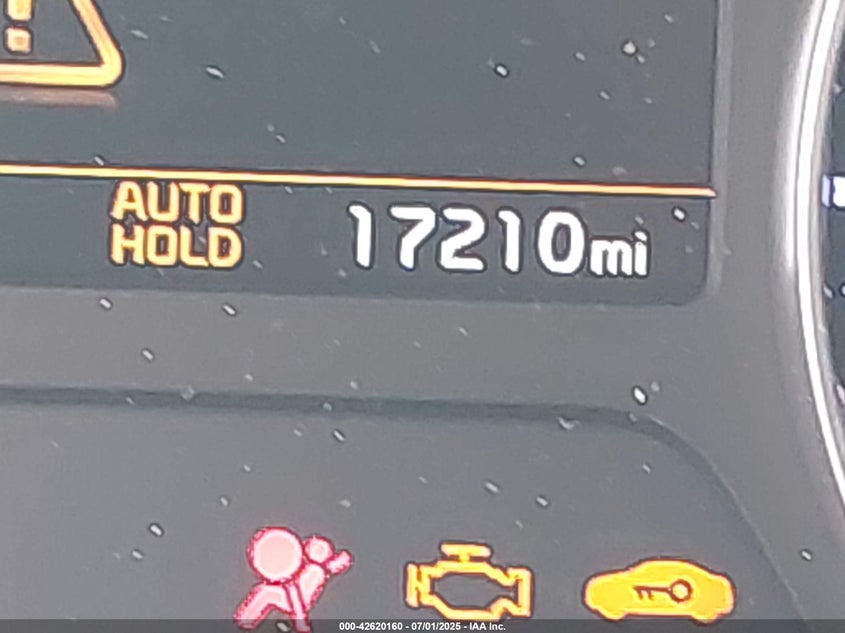 AUTO
HOLD
17210mi
000-42620160 - 07/01/2025 - IAA Inc.